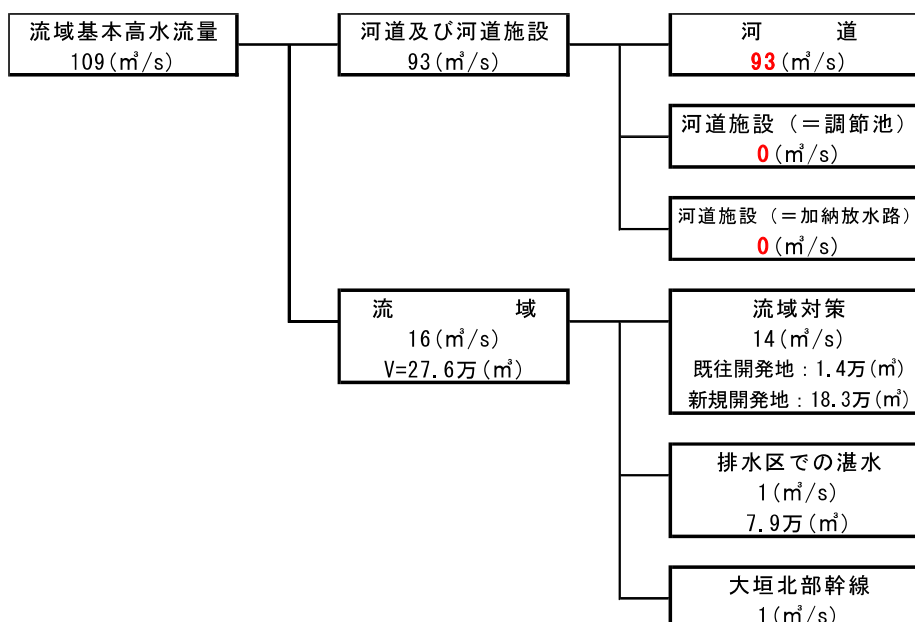 流域基本高水流量
109(㎥/s)
河道及び河道施設
93(㎥/s)
河　　　道
93(㎥/s)
河道施設（＝調節池）
0(㎥/s)
河道施設（＝加納放水路）
0(㎥/s)
流　　　　域
16(㎥/s)
V=27.6万(㎥)
流域対策
14(㎥/s)
既往開発地：1.4万(㎥)
新規開発地：18.3万(㎥)
排水区での湛水
1(㎥/s)
7.9万(㎥)
大垣北部幹線
1(㎥/s)